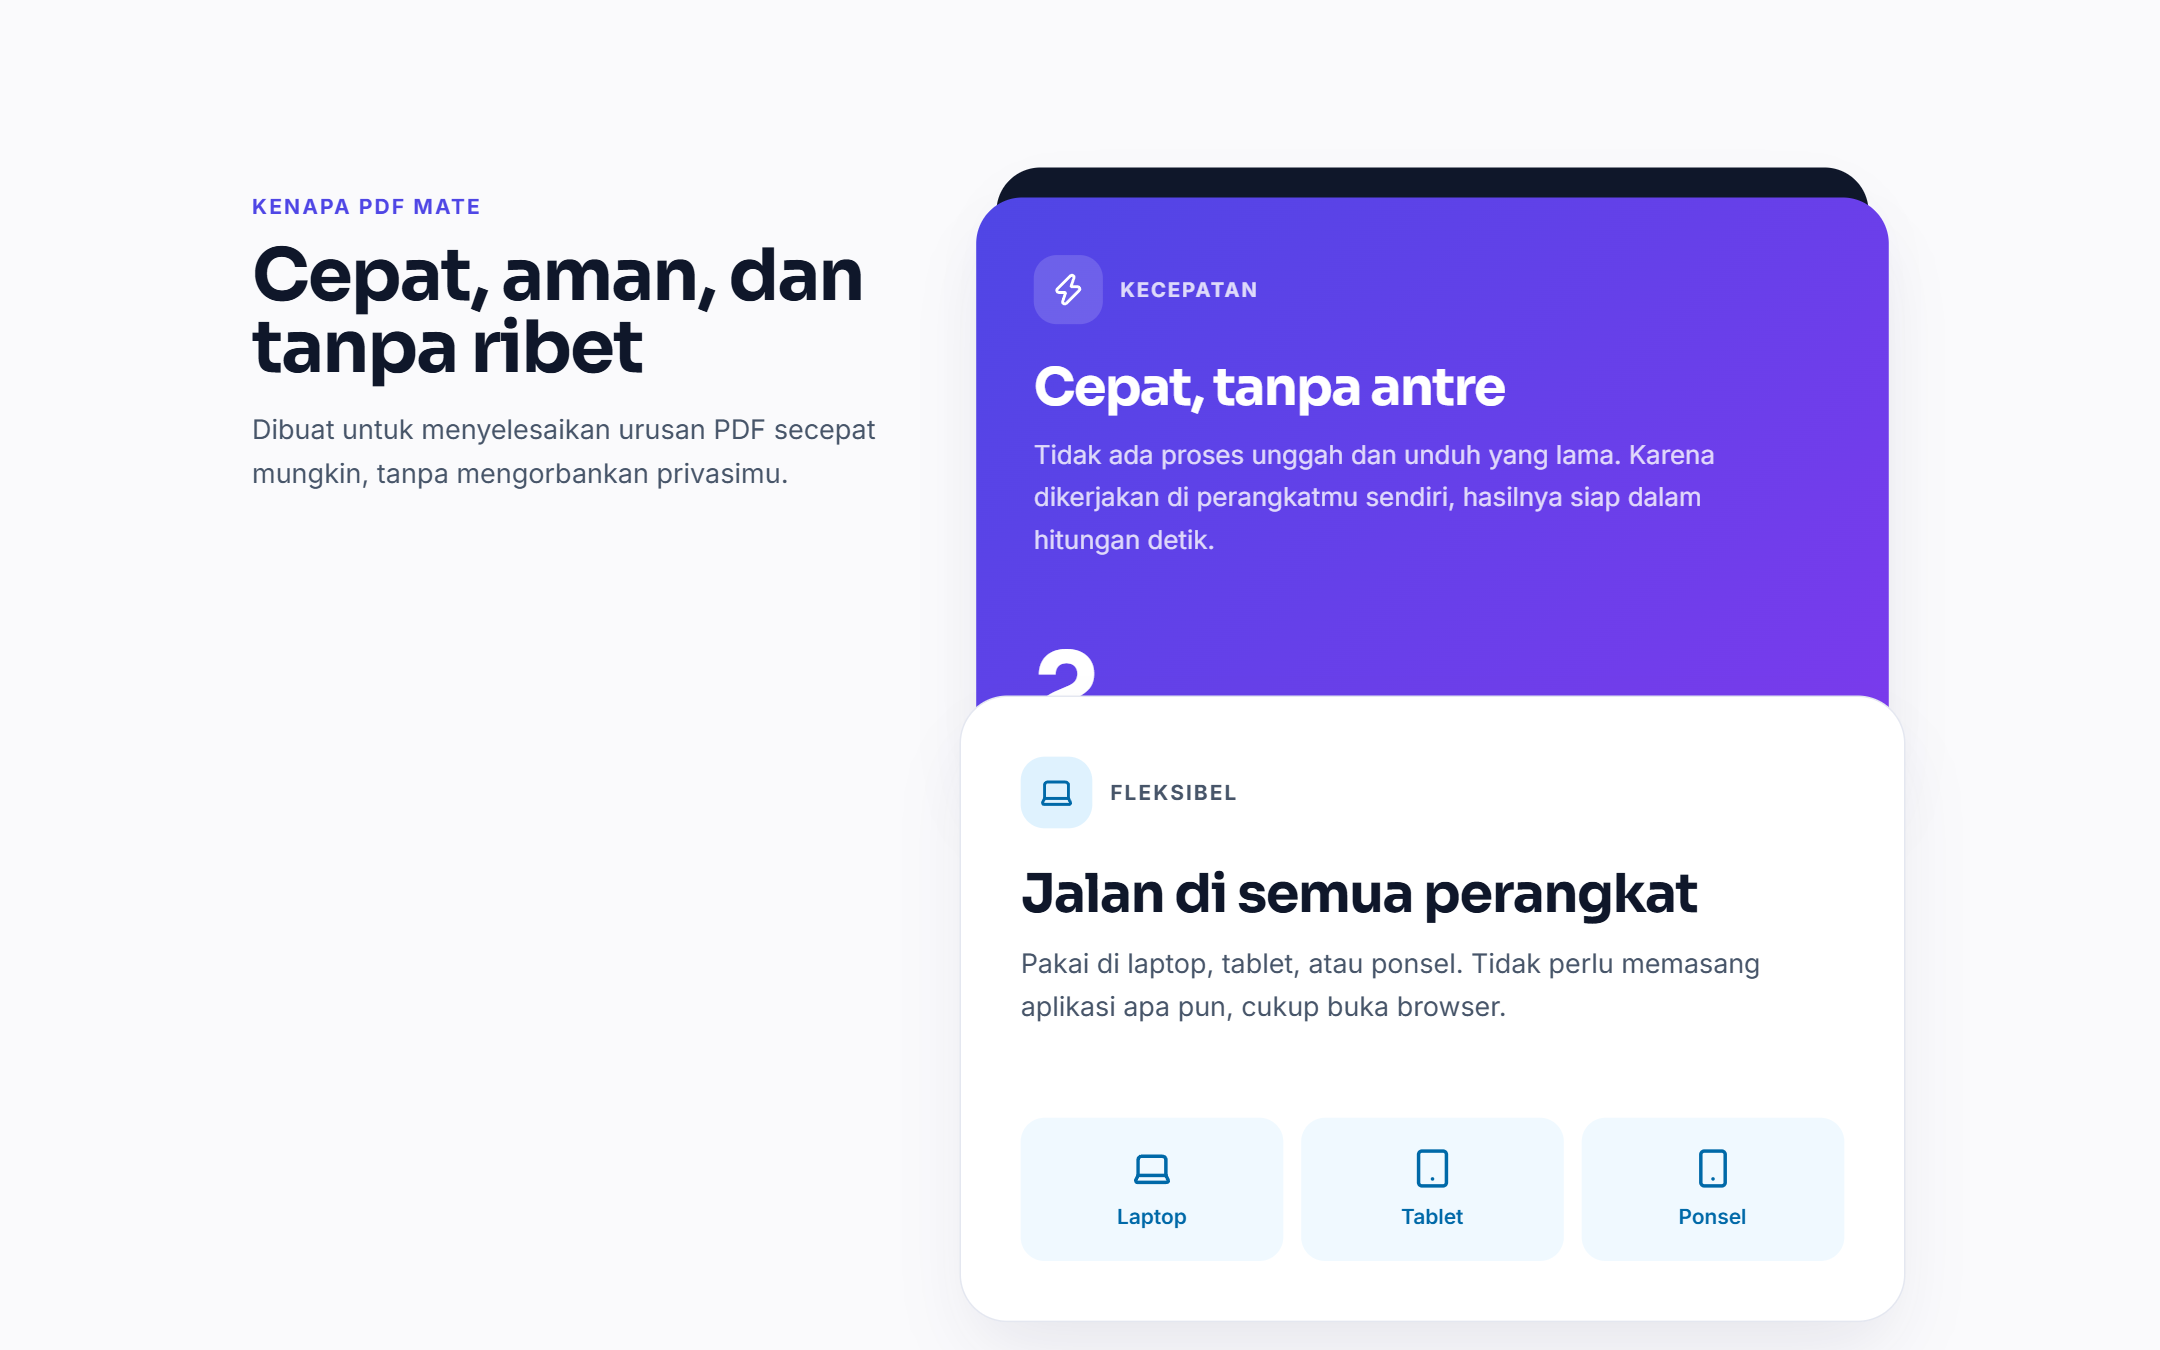 KENAPA PDF MATE
Cepat, aman, dan
tanpa ribet
Dibuat untuk menyelesaikan urusan PDF secepat
mungkin, tanpa mengorbankan privasimu.
KECEPATAN
Cepat, tanpa antre
Tidak ada proses unggah dan unduh yang lama. Karena
dikerjakan di perangkatmu sendiri, hasilnya siap dalam
hitungan detik.
FLEKSIBEL
Jalan di semua perangkat
Pakai di laptop, tablet, atau ponsel. Tidak perlu memasang
aplikasi apa pun, cukup buka browser.
Laptop
Tablet
Ponsel